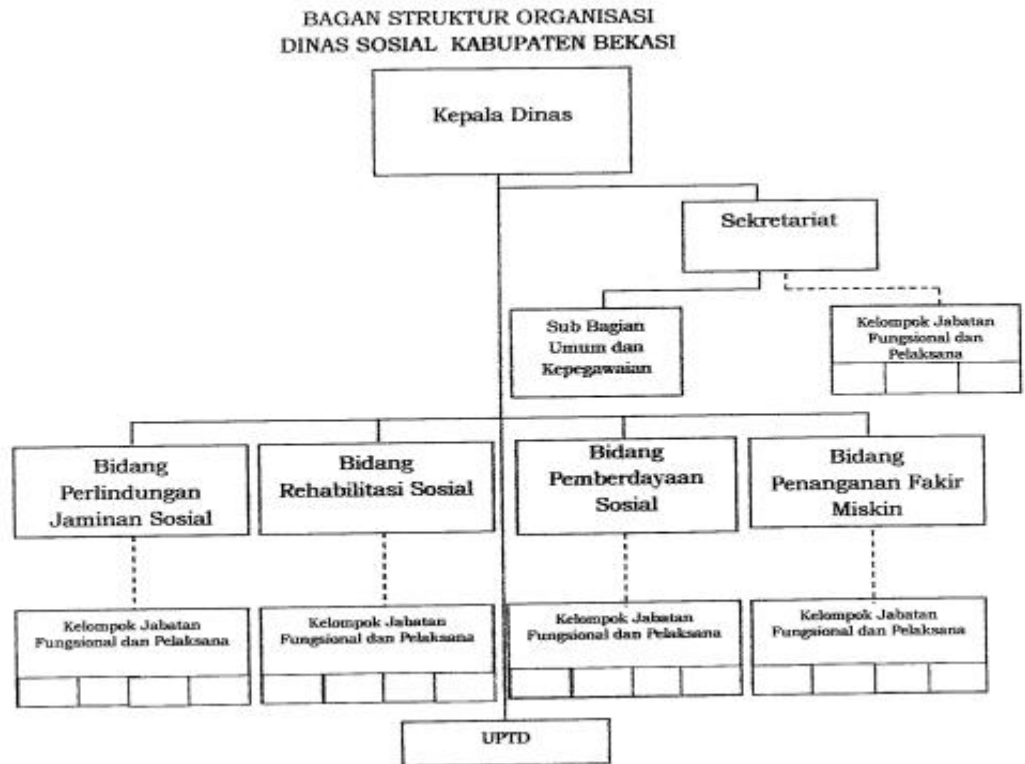 BAGAN STRUKTUR ORGANISASI
DINAS SOSIAL KABUPATEN BEKASI
Kepala Dinas
Sekretariat
Sub Bagian
Umum dan
Kepegawaian
Kelompok Jabatan
Fungsional dan
Pelaksana
Bidang
Perlindungan
Jaminan Sosial
Bidang
Rehabilitasi Sosial
Bidang
Pemberdayaan
Sosial
Bidang
Penanganan Fakir
Miskin
Kelompok Jabatan
Fungsional dan Pelaksana
Kelompok Jabatan
Fungsional dan Pelaksana
Kelompok Jabatan
Fungsional dan Pelaksana
Kelompok Jabatan
Fungsional dan Pelaksana
UPTD